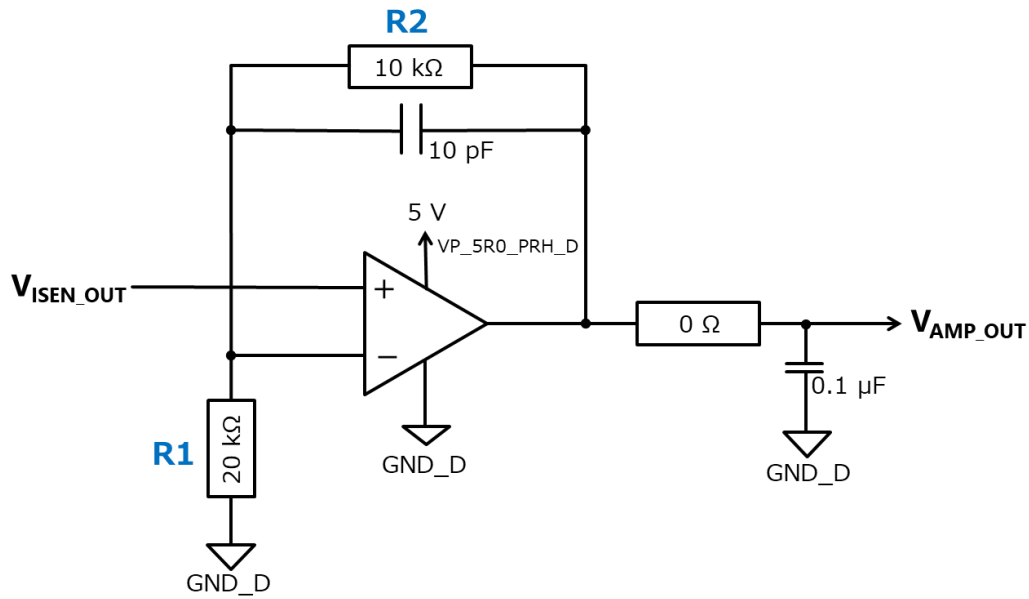 R2
10 kΩ
10 pF
5 V
VP_5R0_PRH_D
VISEN_OUT
+
−
0 Ω
VAMP_OUT
0.1 µF
R1
20 kΩ
GND_D
GND_D
GND_D